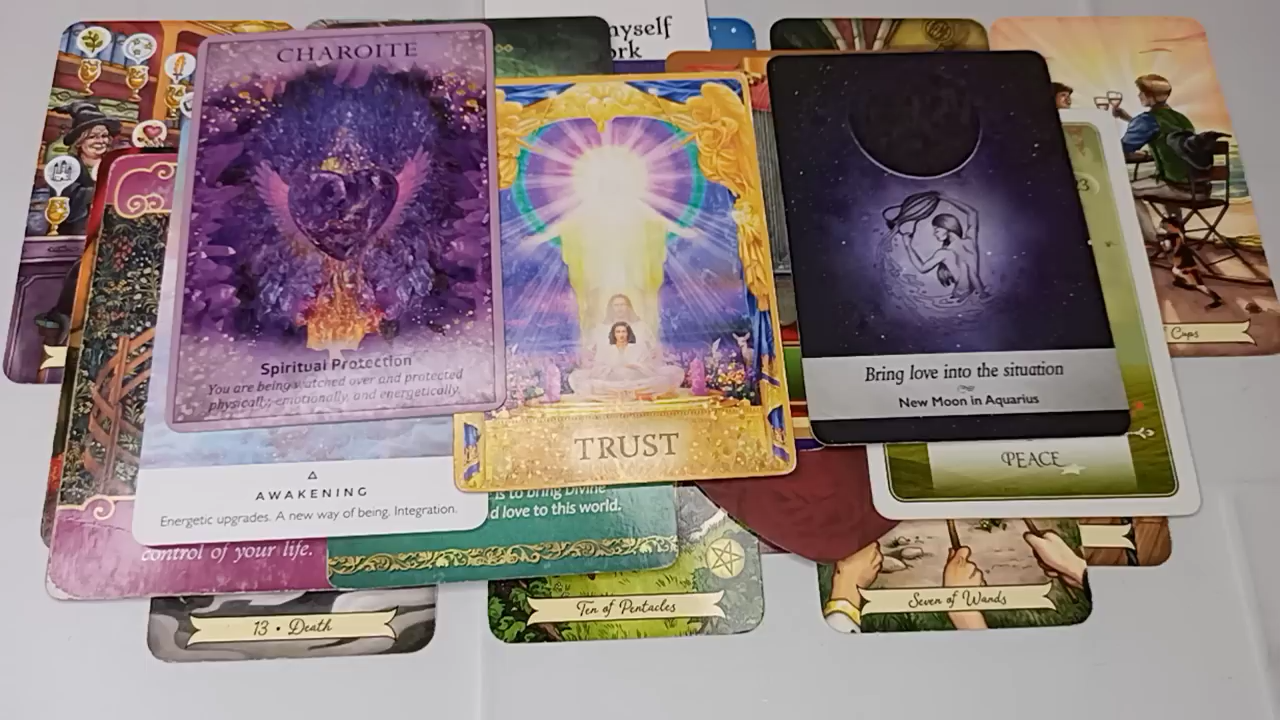 myself
ork
CHAROITE
Spiritual Protection
You are being watched over and protected
physically, emotionally, and energetically.
TRUST
Bring love into the situation
New Moon in Aquarius
23
Cups
PEACE
AWAKENING
Energetic upgrades. A new way of being. Integration.
is to bring Divine
d love to this world.
control of your life.
13 • Death
Ten of Pentacles
Seven of Wands